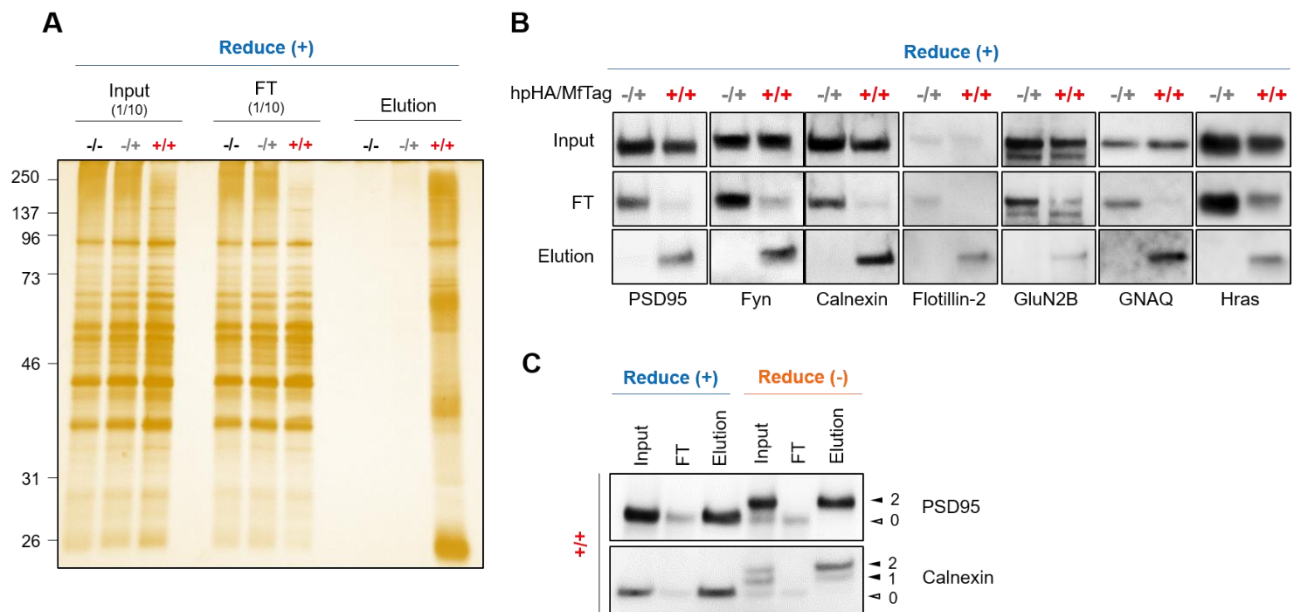 A
Reduce (+)
Input
(1/10)
FT
(1/10)
Elution
-/- -/+ +/+ -/- -/+ +/+ -/- -/+ +/+
250
137
96
73
46
31
26
B
Reduce (+)
hpHA/MfTag -/+ +/+ -/+ +/+ -/+ +/+ -/+ +/+ -/+ +/+ -/+ +/+ -/+ +/+
Input
FT
Elution
PSD95 Fyn Calnexin Flotillin-2 GluN2B GNAQ Hras
C
Reduce (+) Reduce (-)
Input FT Elution Input FT Elution
+/+
2
0
PSD95
2
1
0
Calnexin